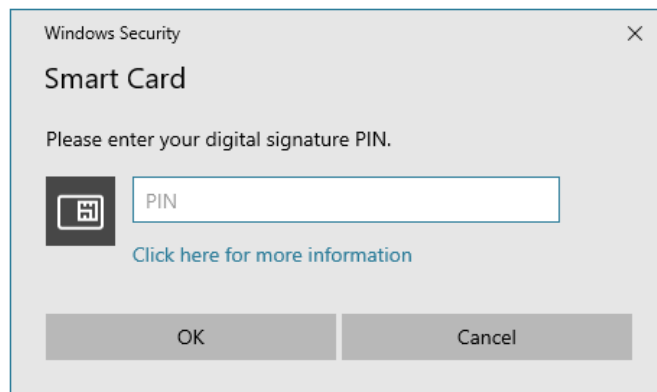 Windows Security
Smart Card
Please enter your digital signature PIN.
PIN
Click here for more information
OK
Cancel